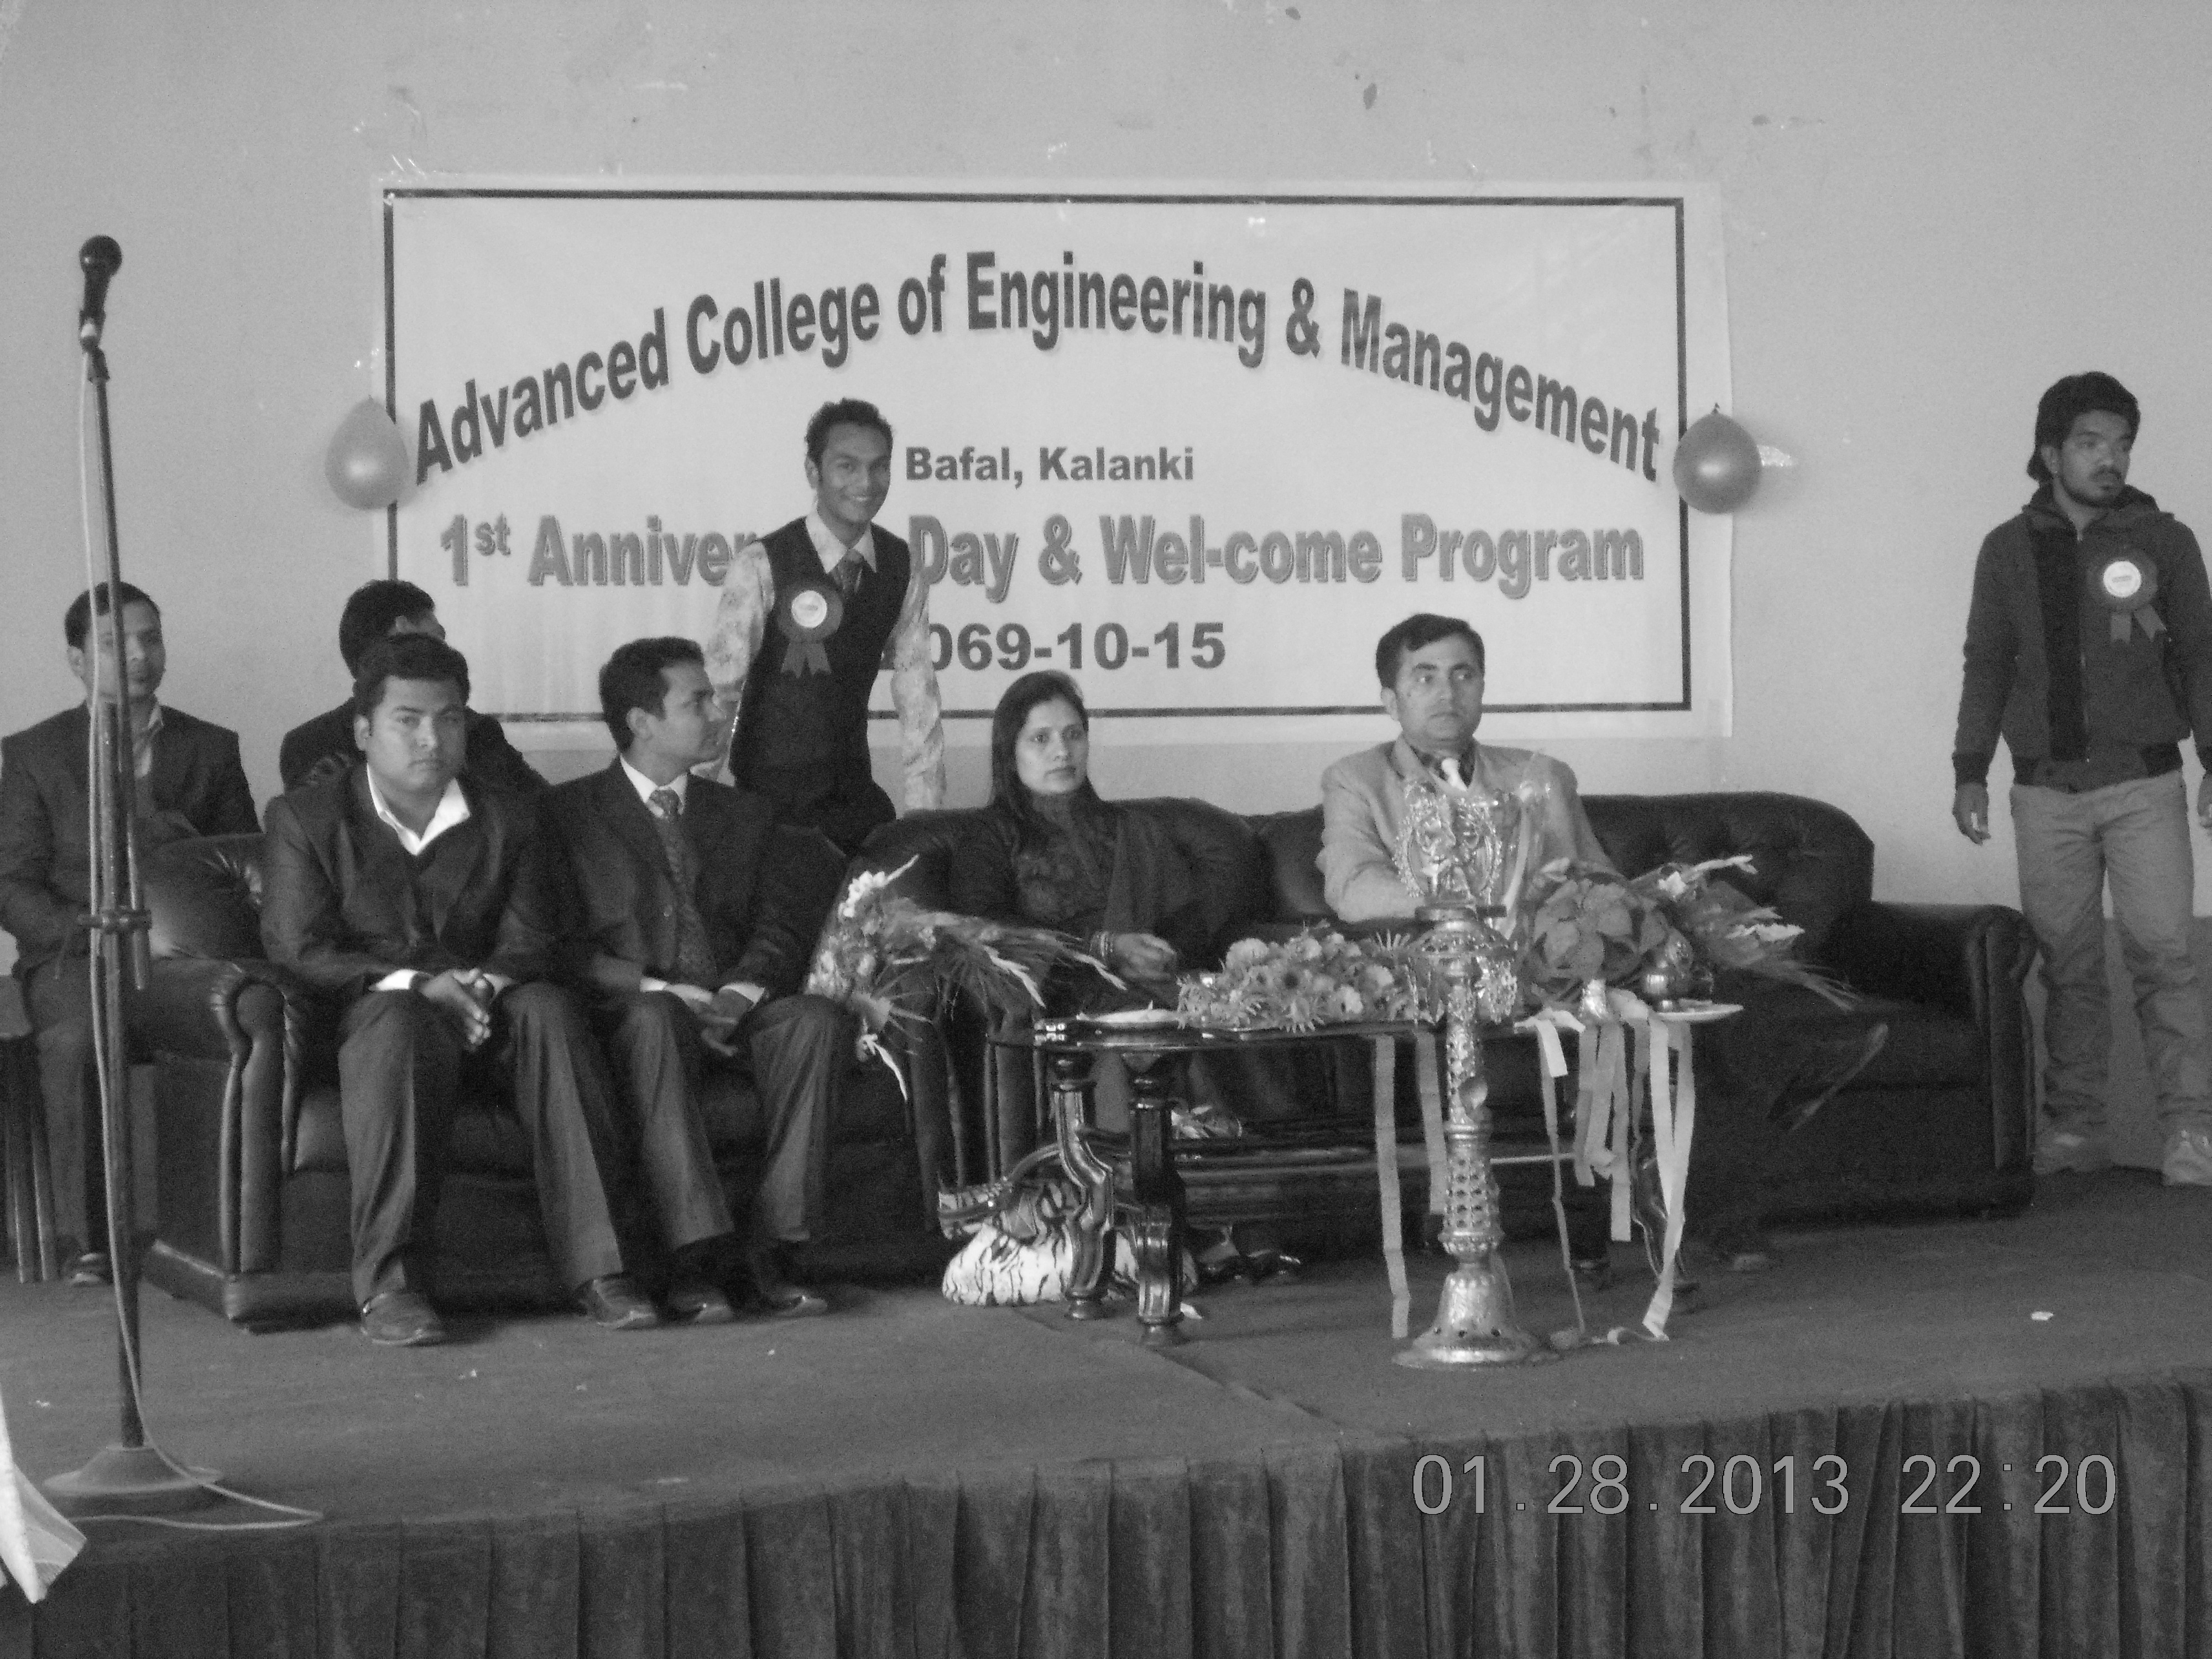 Advanced College of Engineering & Management
Bafal, Kalanki
1st Anniver Day & Wel-come Program
069-10-15
01.28.2013 22:20